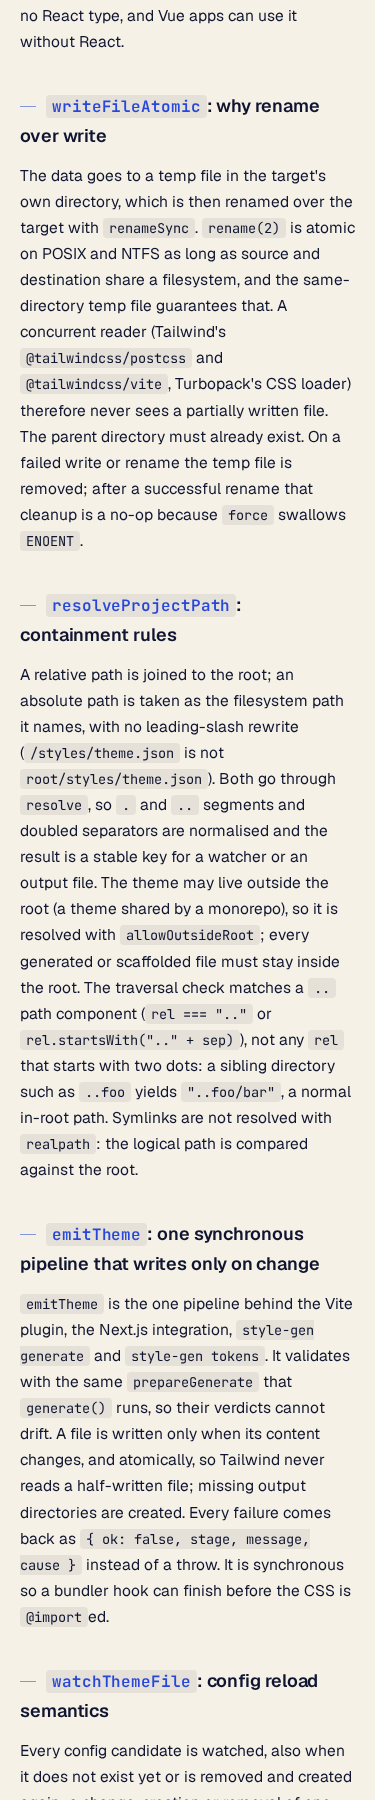 no React type, and Vue apps can use it
without React.
— writeFileAtomic: why rename
over write
The data goes to a temp file in the target's
own directory, which is then renamed over the
target with renameSync. rename(2) is atomic
on POSIX and NTFS as long as source and
destination share a filesystem, and the same-
directory temp file guarantees that. A
concurrent reader (Tailwind's
@tailwindcss/postcss and
@tailwindcss/vite, Turbopack's CSS loader)
therefore never sees a partially written file.
The parent directory must already exist. On a
failed write or rename the temp file is
removed; after a successful rename that
cleanup is a no-op because force swallows
ENOENT.
— resolveProjectPath:
containment rules
A relative path is joined to the root; an
absolute path is taken as the filesystem path
it names, with no leading-slash rewrite
(/styles/theme.json is not
root/styles/theme.json). Both go through
resolve, so . and .. segments and
doubled separators are normalised and the
result is a stable key for a watcher or an
output file. The theme may live outside the
root (a theme shared by a monorepo), so it is
resolved with allowOutsideRoot; every
generated or scaffolded file must stay inside
the root. The traversal check matches a ..
path component (rel === ".." or
rel.startsWith(".." + sep)), not any rel
that starts with two dots: a sibling directory
such as ..foo yields "..foo/bar", a normal
in-root path. Symlinks are not resolved with
realpath: the logical path is compared
against the root.
— emitTheme: one synchronous
pipeline that writes only on change
emitTheme is the one pipeline behind the Vite
plugin, the Next.js integration, style-gen
generate and style-gen tokens. It validates
with the same prepareGenerate that
generate() runs, so their verdicts cannot
drift. A file is written only when its content
changes, and atomically, so Tailwind never
reads a half-written file; missing output
directories are created. Every failure comes
back as { ok: false, stage, message,
cause } instead of a throw. It is synchronous
so a bundler hook can finish before the CSS is
@imported.
— watchThemeFile: config reload
semantics
Every config candidate is watched, also when
it does not exist yet or is removed and created